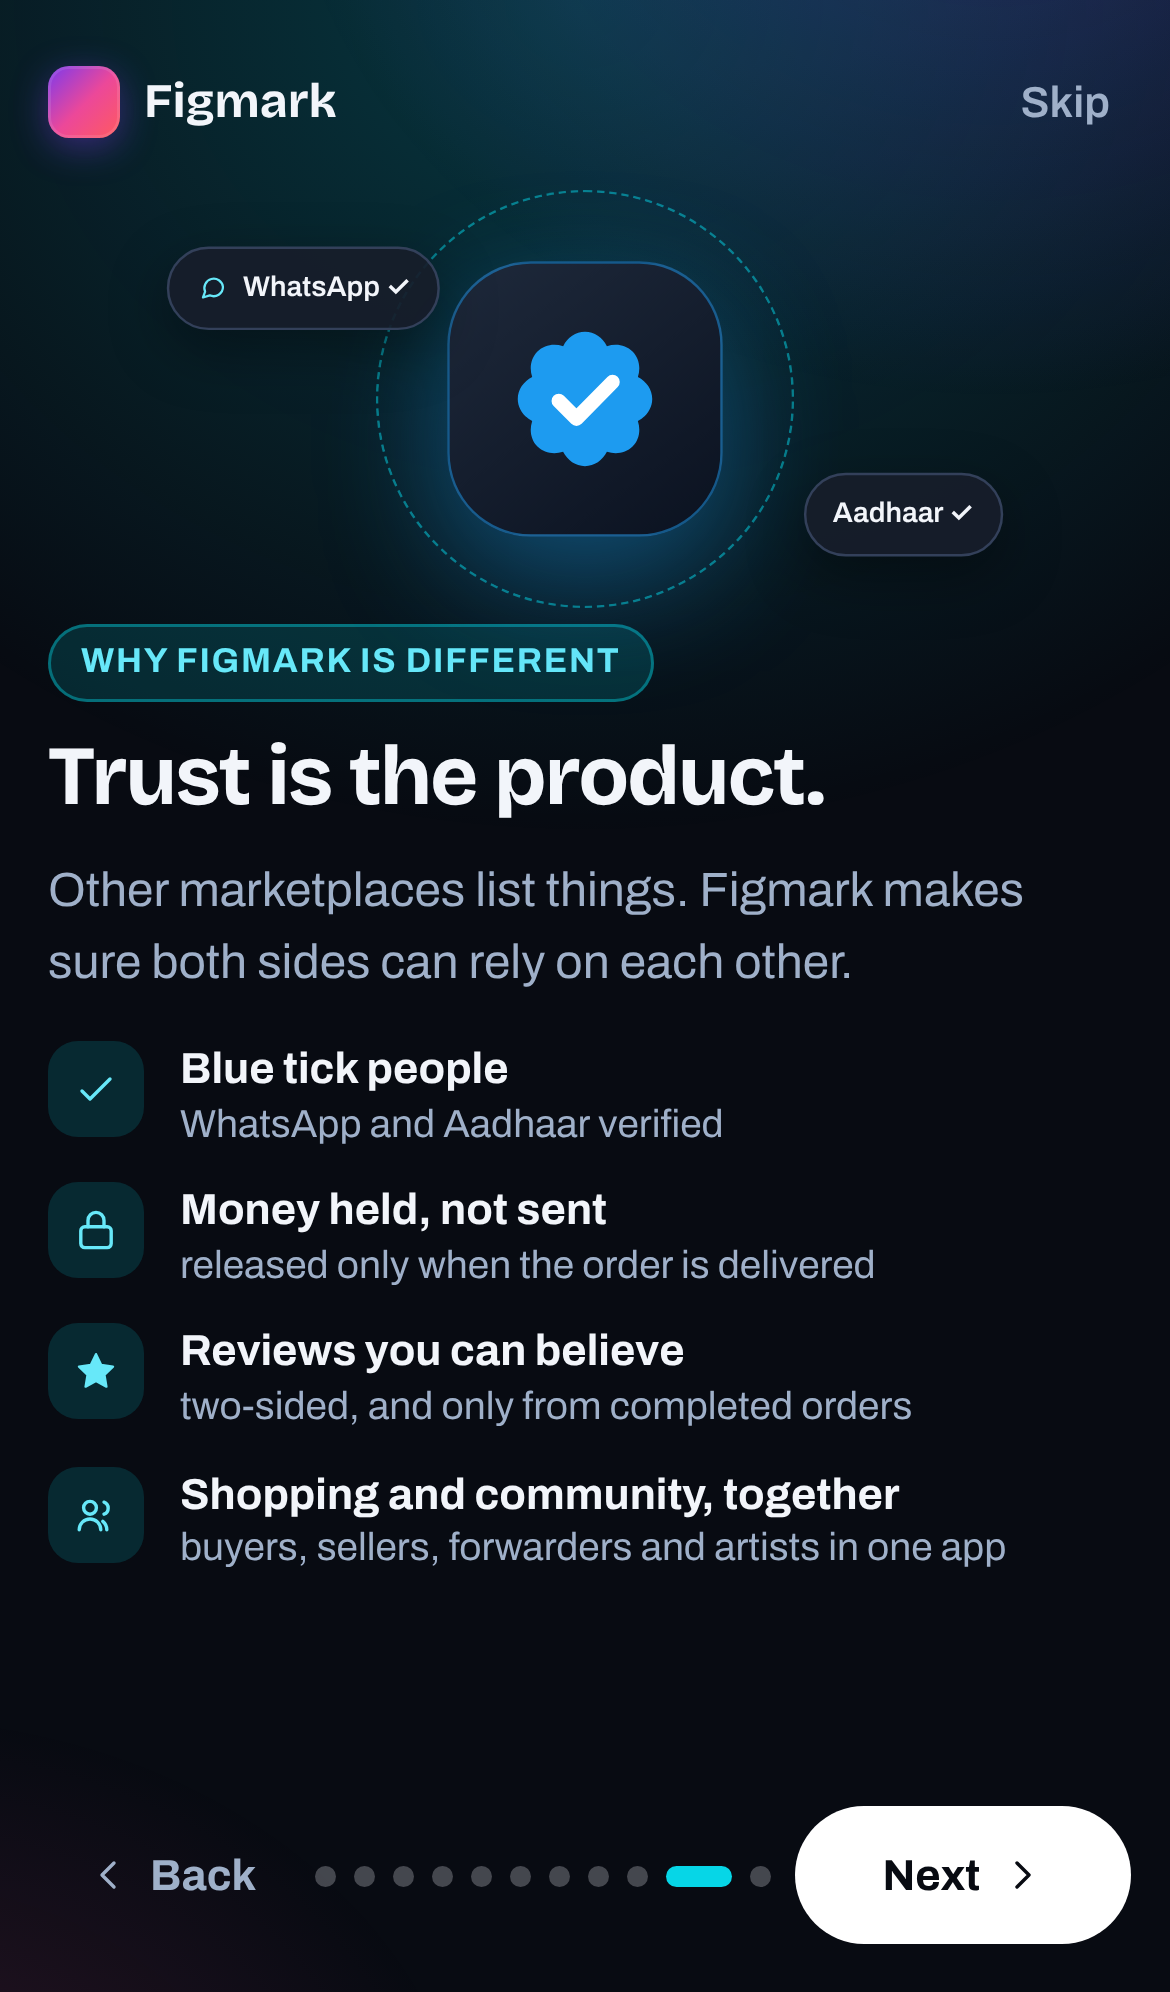 Figmark
Skip
WhatsApp ✓
Aadhaar ✓
WHY FIGMARK IS DIFFERENT
Trust is the product.
Other marketplaces list things. Figmark makes
sure both sides can rely on each other.
Blue tick people
WhatsApp and Aadhaar verified
Money held, not sent
released only when the order is delivered
Reviews you can believe
two-sided, and only from completed orders
Shopping and community, together
buyers, sellers, forwarders and artists in one app
Back
Next